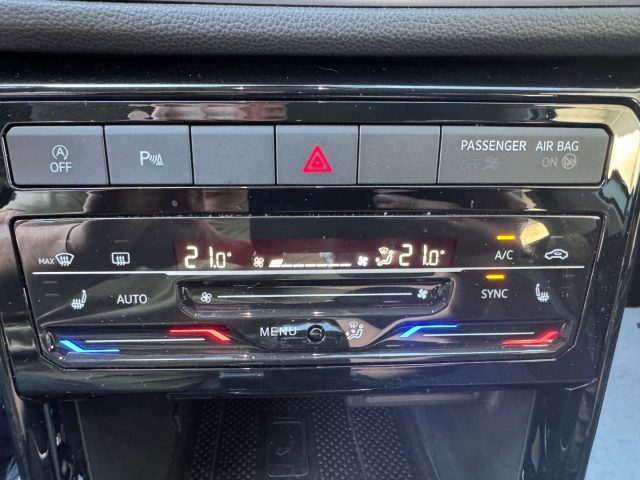 PASSENGER AIR BAG
(A) OFF P ON
21.0° 21.0°
MAX A/C
AUTO SYNC
MENU